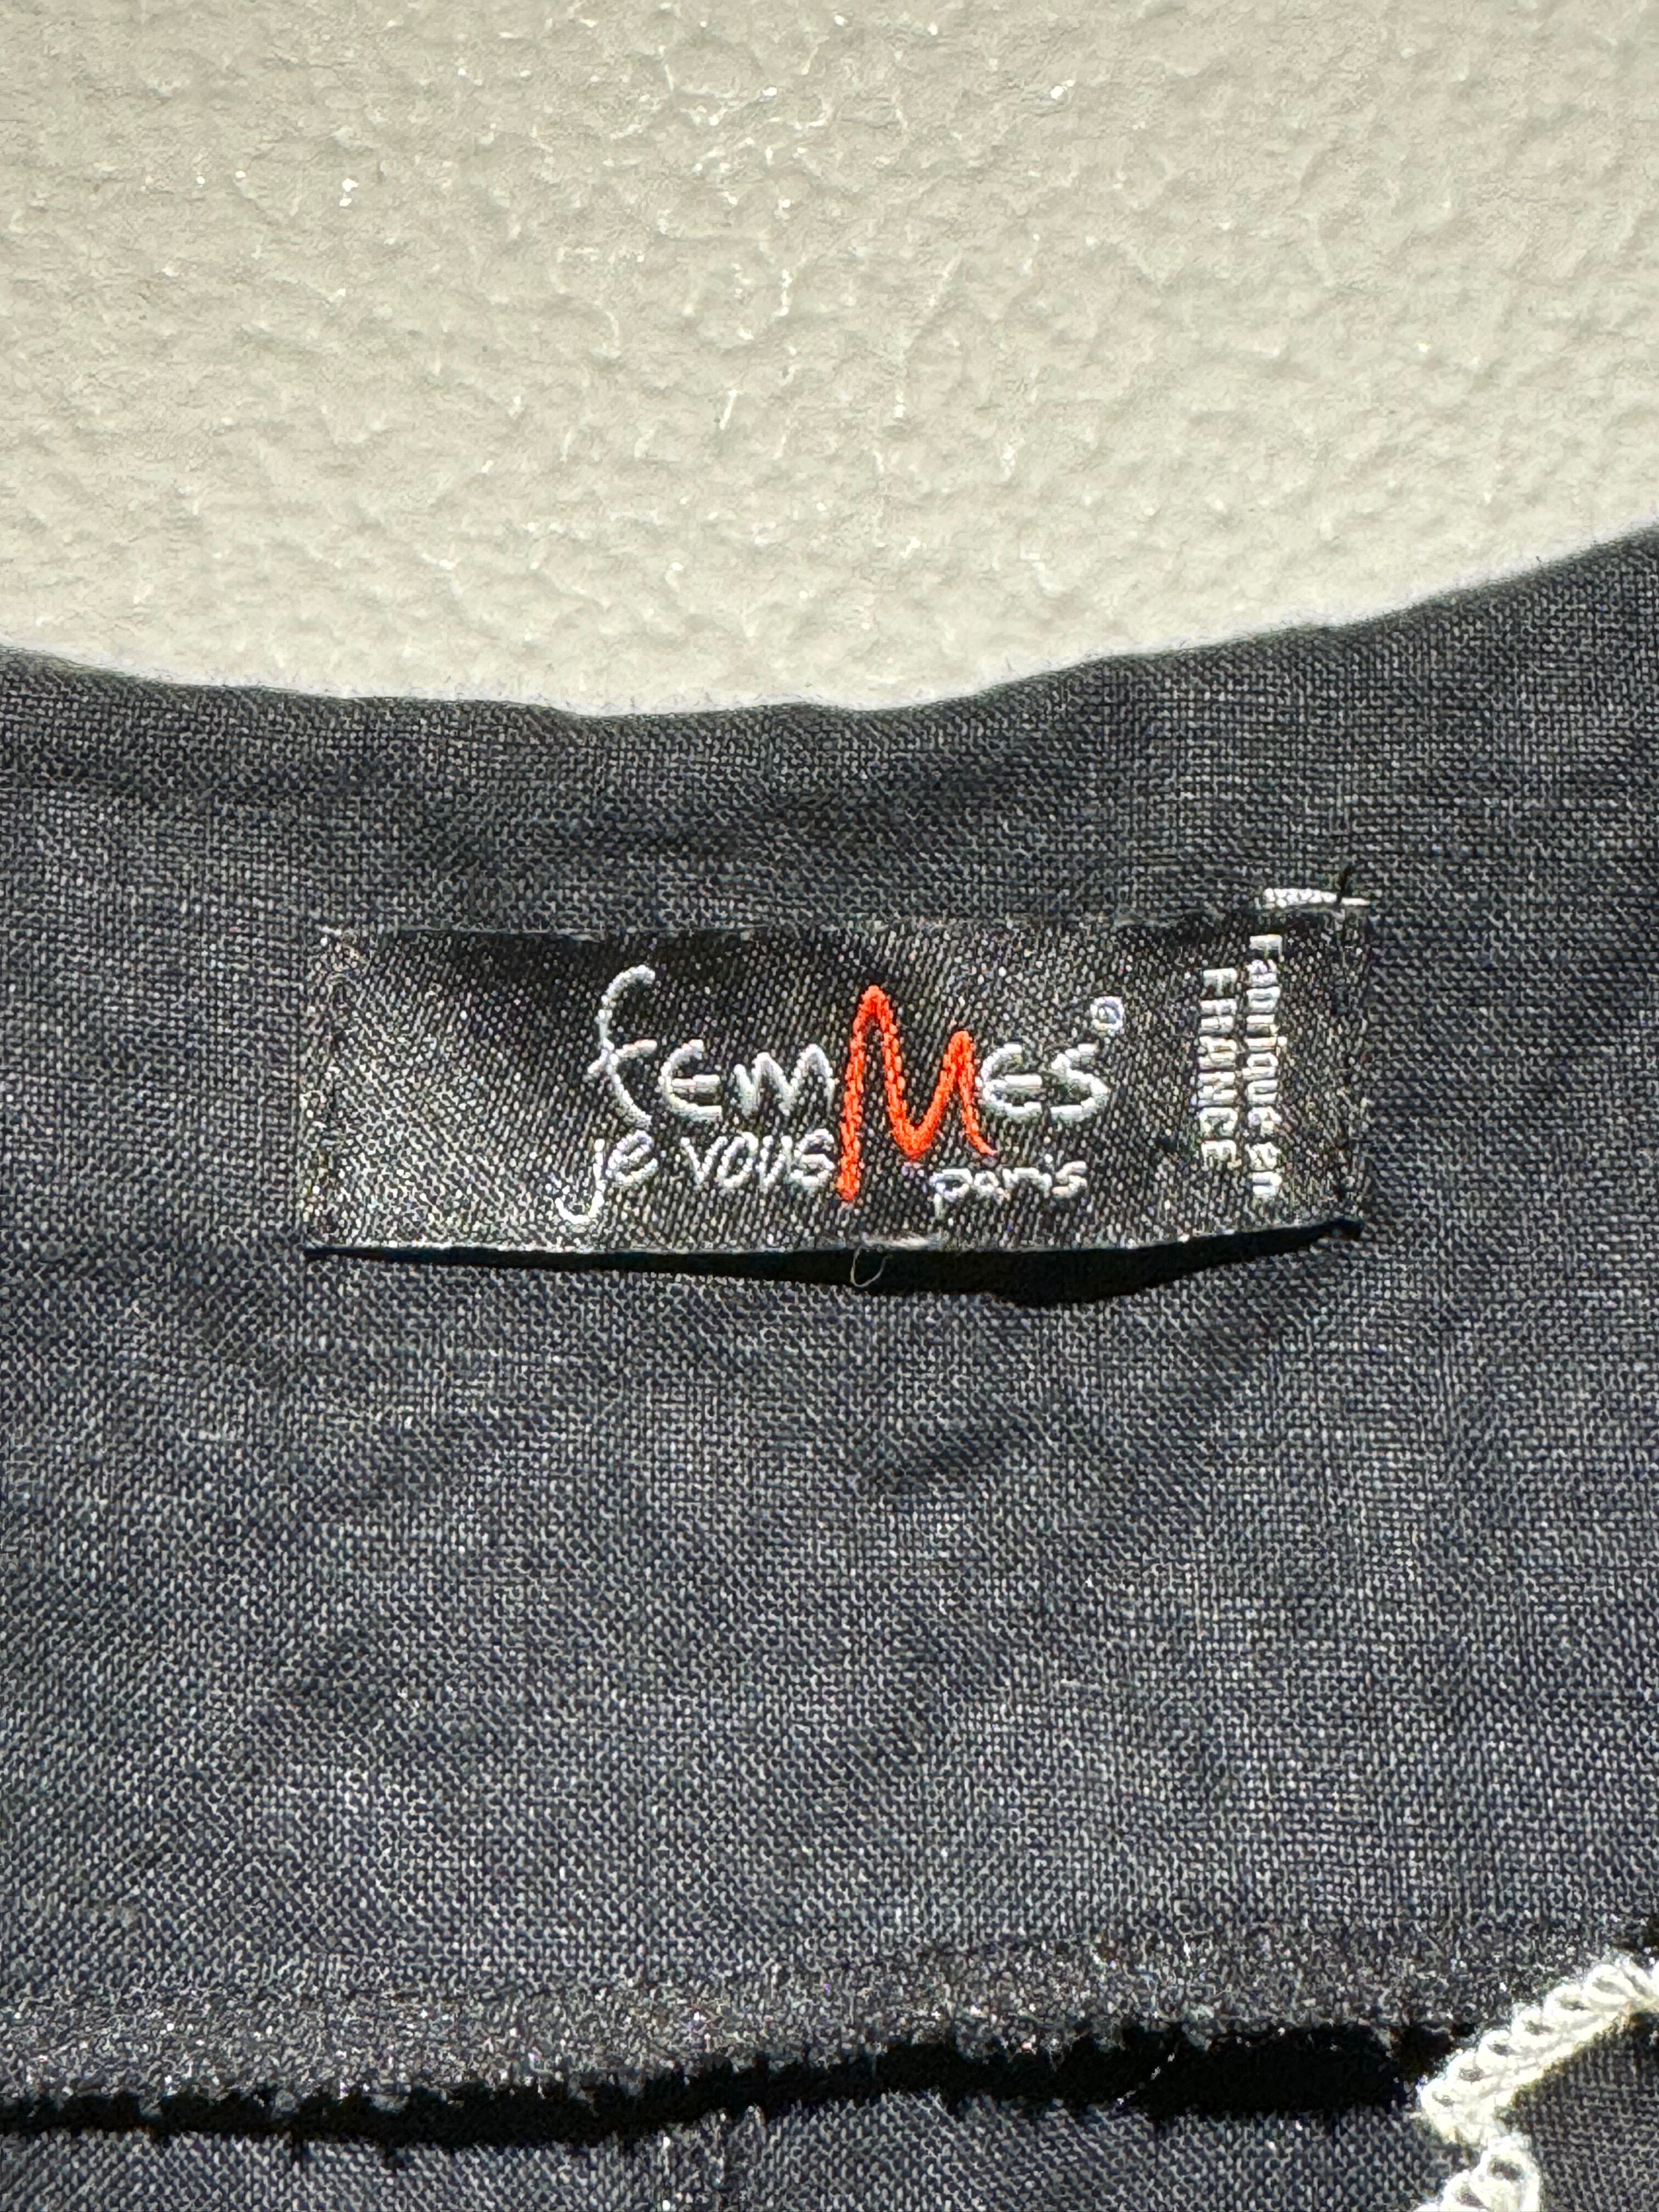 femMes®
je vous M paris
Fabriqué en
FRANCE